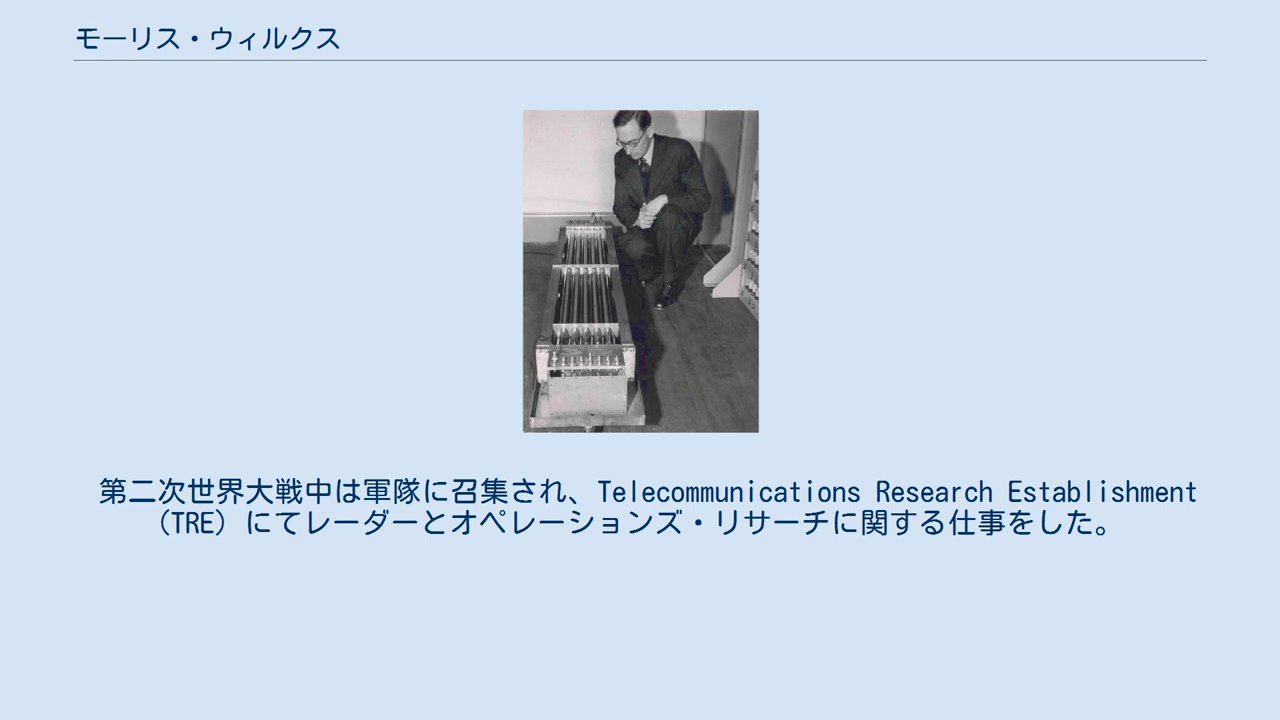 モーリス・ウィルクス
第二次世界大戦中は軍隊に召集され、Telecommunications Research Establishment
（TRE）にてレーダーとオペレーションズ・リサーチに関する仕事をした。